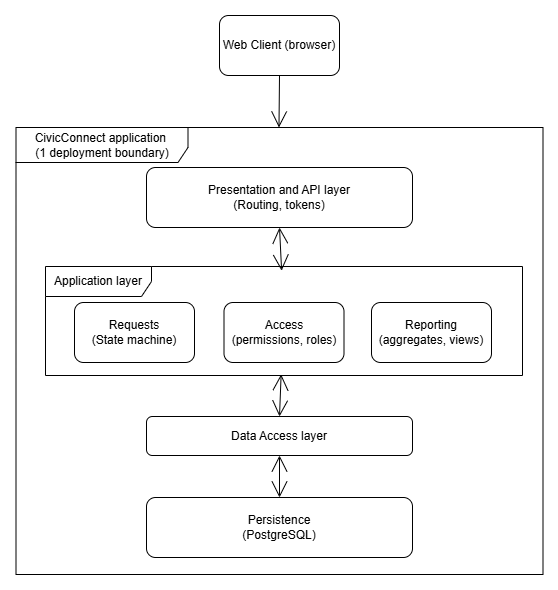 Web Client (browser)
CivicConnect application
(1 deployment boundary)
Presentation and API layer
(Routing, tokens)
Application layer
Requests
(State machine)
Access
(permissions, roles)
Reporting
(aggregates, views)
Data Access layer
Persistence
(PostgreSQL)